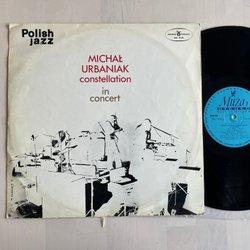 Polish
jazz
MICHAŁ
URBANIAK
constellation
in
concert
Muza